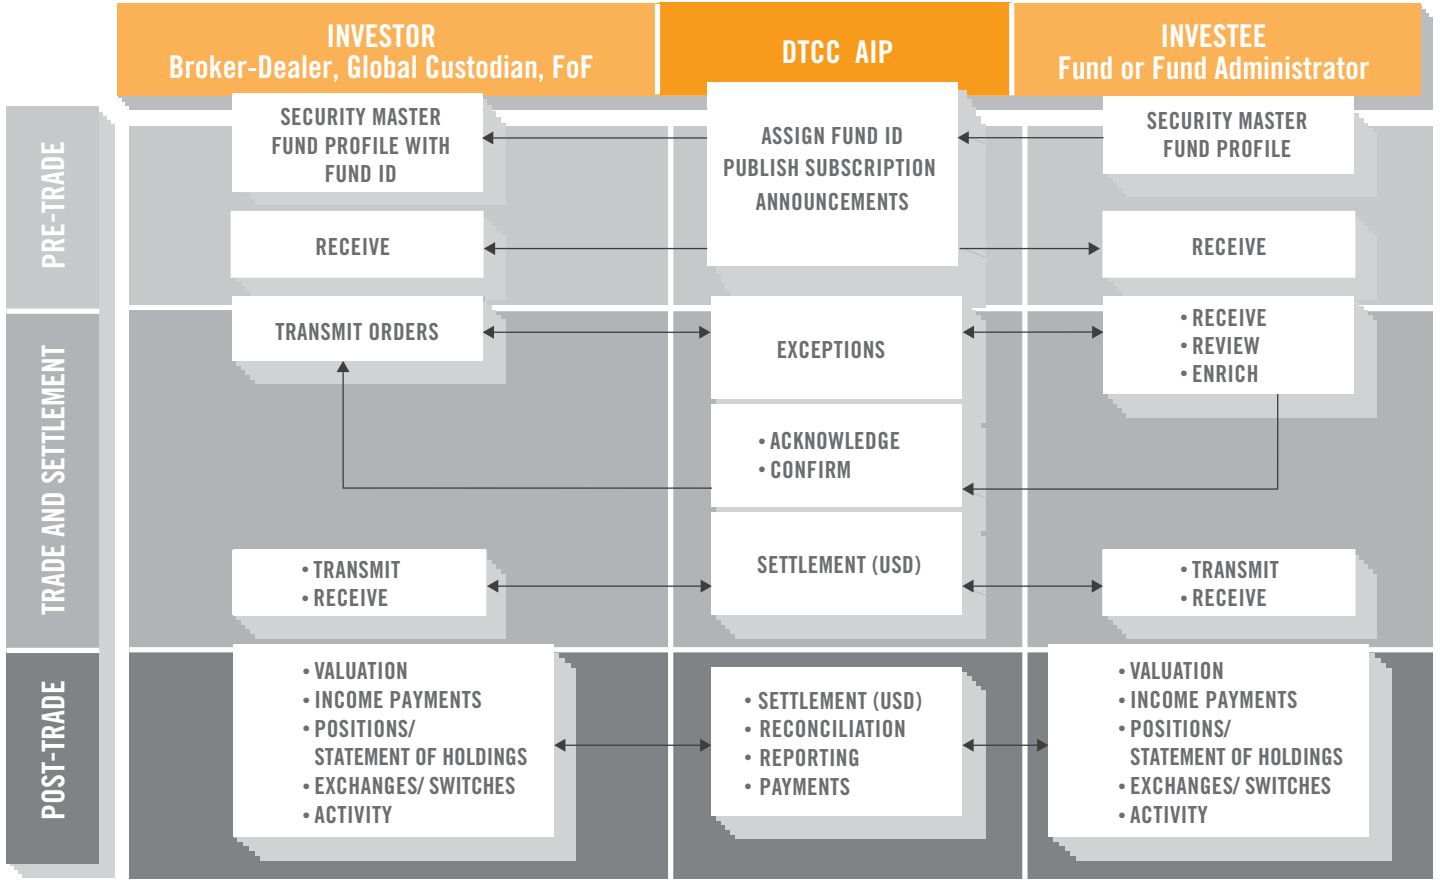 INVESTOR
Broker-Dealer, Global Custodian, FoF
DTCC AIP
INVESTEE
Fund or Fund Administrator
PRE-TRADE
SECURITY MASTER
FUND PROFILE WITH
FUND ID
ASSIGN FUND ID
PUBLISH SUBSCRIPTION
ANNOUNCEMENTS
SECURITY MASTER
FUND PROFILE
RECEIVE
RECEIVE
TRADE AND SETTLEMENT
TRANSMIT ORDERS
EXCEPTIONS
• RECEIVE
• REVIEW
• ENRICH
• ACKNOWLEDGE
• CONFIRM
• TRANSMIT
• RECEIVE
SETTLEMENT (USD)
• TRANSMIT
• RECEIVE
POST-TRADE
• VALUATION
• INCOME PAYMENTS
• POSITIONS/
STATEMENT OF HOLDINGS
• EXCHANGES/ SWITCHES
• ACTIVITY
• SETTLEMENT (USD)
• RECONCILIATION
• REPORTING
• PAYMENTS
• VALUATION
• INCOME PAYMENTS
• POSITIONS/
STATEMENT OF HOLDINGS
• EXCHANGES/ SWITCHES
• ACTIVITY